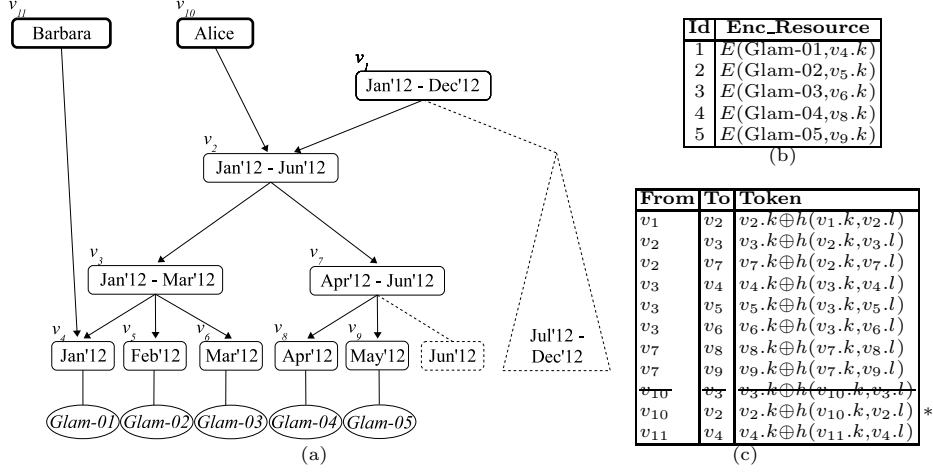 v11
v10
Barbara
Alice
v1
Jan'12 - Dec'12
v2
Jan'12 - Jun'12
v3
v7
Jan'12 - Mar'12
Apr'12 - Jun'12
v4
v5
v6
v8
v9
Jan'12
Feb'12
Mar'12
Apr'12
May'12
Jun'12
Jul'12 -
Dec'12
Glam-01
Glam-02
Glam-03
Glam-04
Glam-05
(a)
Id Enc_Resource
1 E(Glam-01,v4.k)
2 E(Glam-02,v5.k)
3 E(Glam-03,v6.k)
4 E(Glam-04,v8.k)
5 E(Glam-05,v9.k)
(b)
From To Token
v1 v2 v2.k⊕h(v1.k,v2.l)
v2 v3 v3.k⊕h(v2.k,v3.l)
v2 v7 v7.k⊕h(v2.k,v7.l)
v3 v4 v4.k⊕h(v3.k,v4.l)
v3 v5 v5.k⊕h(v3.k,v5.l)
v3 v6 v6.k⊕h(v3.k,v6.l)
v7 v8 v8.k⊕h(v7.k,v8.l)
v7 v9 v9.k⊕h(v7.k,v9.l)
v10 v3 v3.k⊕h(v10.k,v3.l)
v10 v2 v2.k⊕h(v10.k,v2.l) *
v11 v4 v4.k⊕h(v11.k,v4.l)
(c)